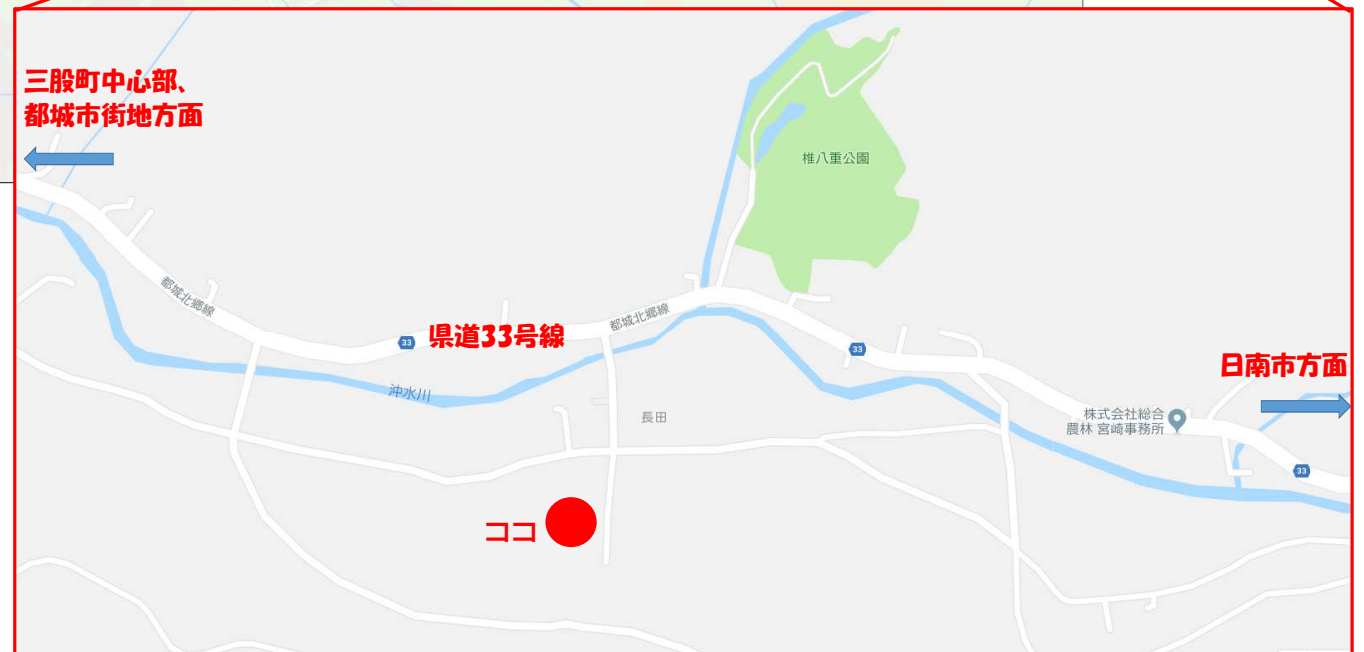 三股町中心部、
都城市街地方面
椎八重公園
都城北郷線
都城北郷線
33
県道33号線
33
日南市方面
沖水川
長田
株式会社総合
農林 宮崎事務所
33
ココ